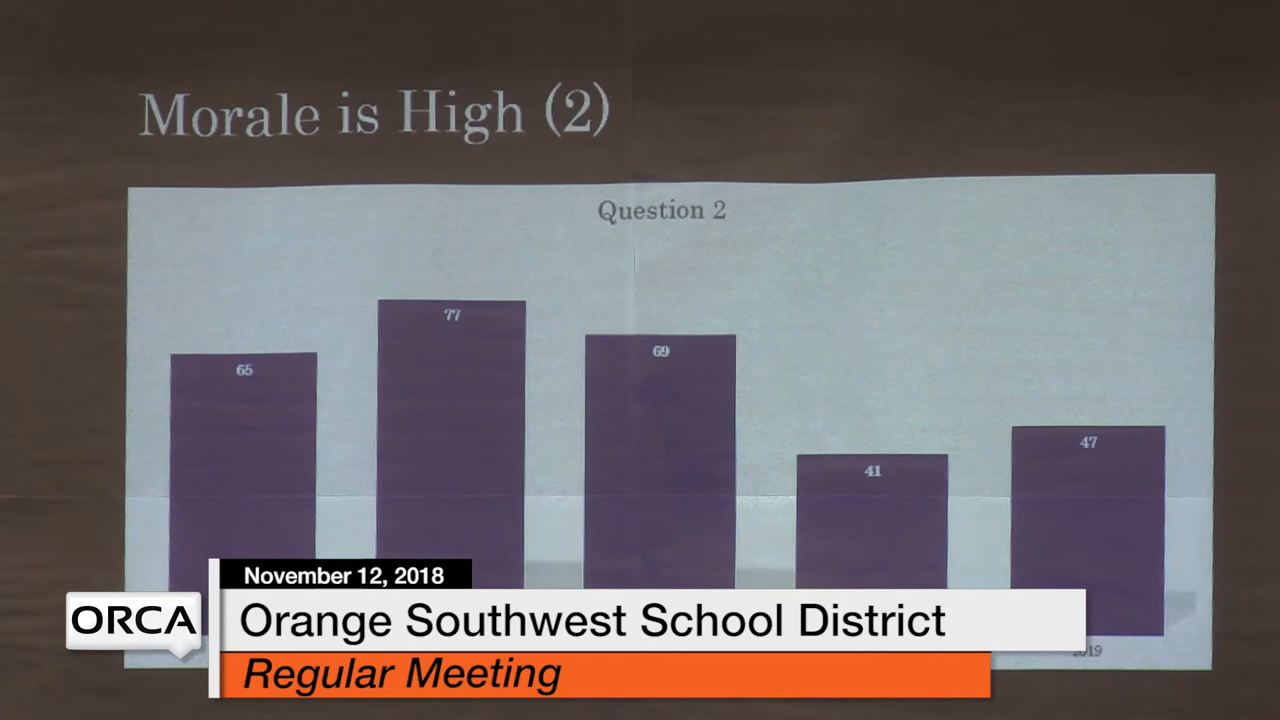 Morale is High (2)
Question 2
65
77
69
41
47
November 12, 2018
ORCA
Orange Southwest School District
Regular Meeting